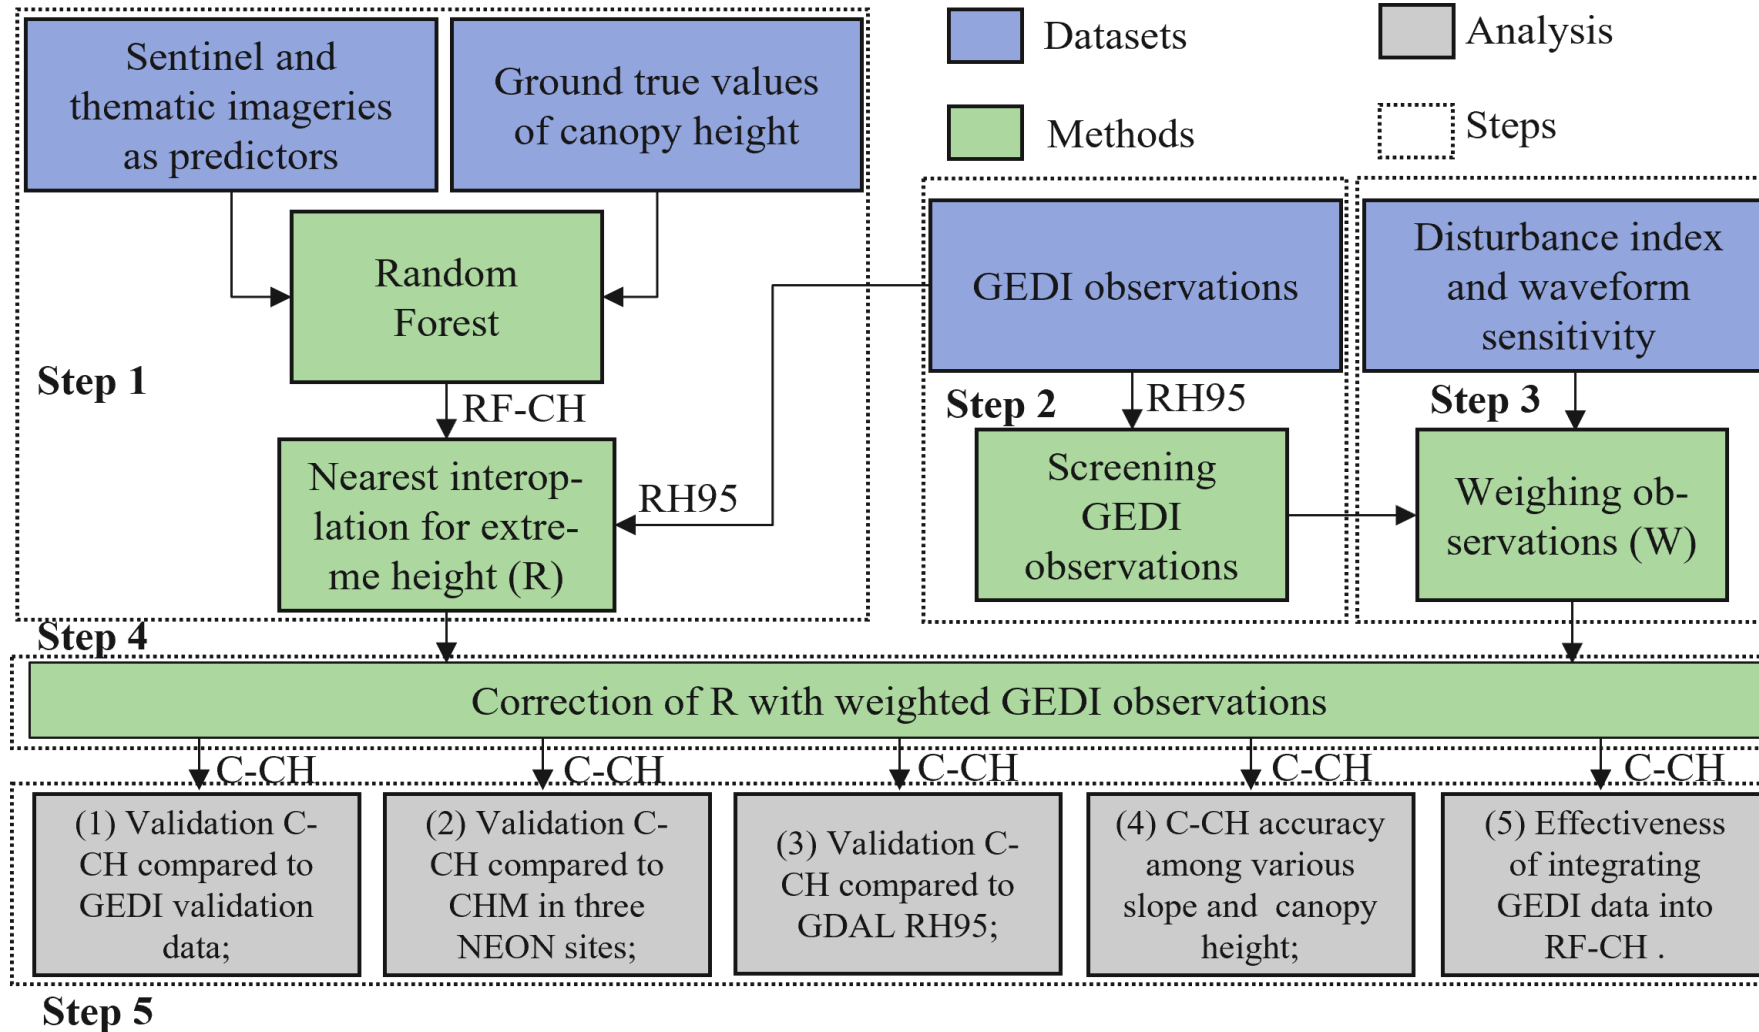 Sentinel and
thematic imageries
as predictors
Ground true values
of canopy height
Datasets
Analysis
Methods
Steps
Random
Forest
Step 1
RF-CH
Nearest interop-
lation for extre-
me height (R)
RH95
GEDI observations
Step 2
RH95
Screening
GEDI
observations
Disturbance index
and waveform
sensitivity
Step 3
Weighing ob-
servations (W)
Step 4
Correction of R with weighted GEDI observations
C-CH
C-CH
C-CH
C-CH
C-CH
(1) Validation C-
CH compared to
GEDI validation
data;
(2) Validation C-
CH compared to
CHM in three
NEON sites;
(3) Validation C-
CH compared to
GDAL RH95;
(4) C-CH accuracy
among various
slope and canopy
height;
(5) Effectiveness
of integrating
GEDI data into
RF-CH .
Step 5